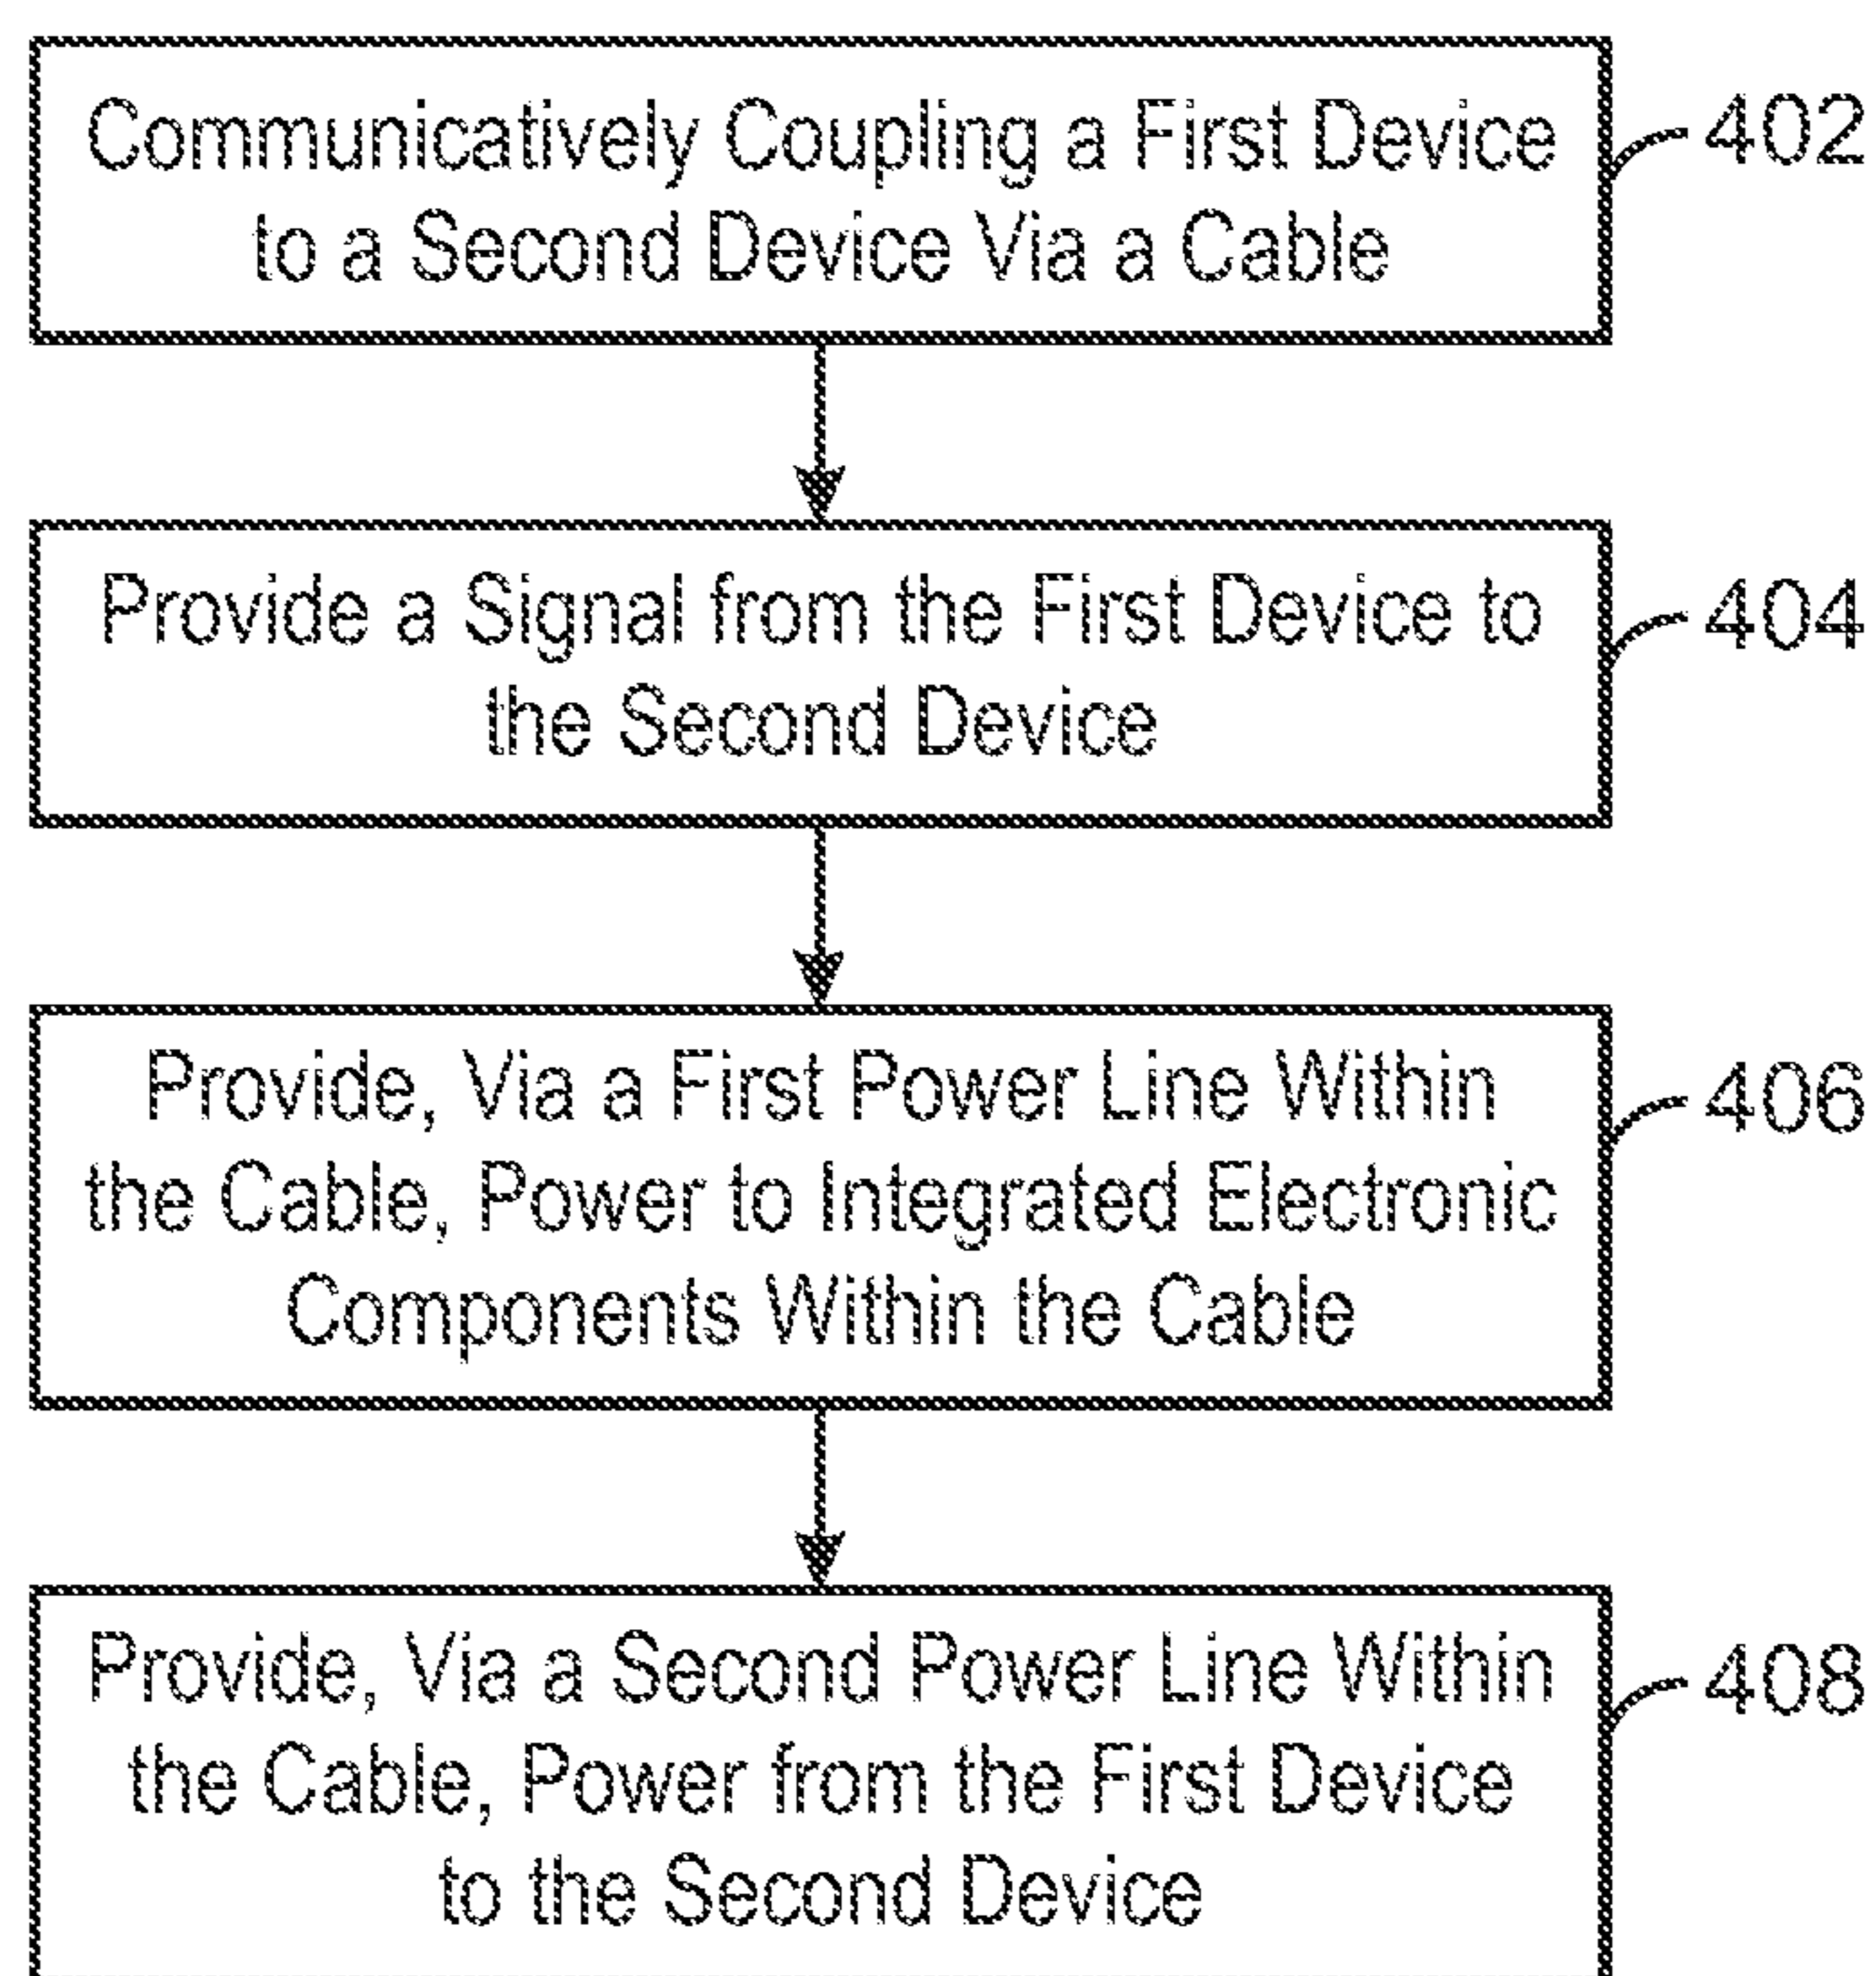 Communicatively Coupling a First Device
to a Second Device Via a Cable
402
Provide a Signal from the First Device to
the Second Device
404
Provide, Via a First Power Line Within
the Cable, Power to Integrated Electronic
Components Within the Cable
406
Provide, Via a Second Power Line Within
the Cable, Power from the First Device
to the Second Device
408